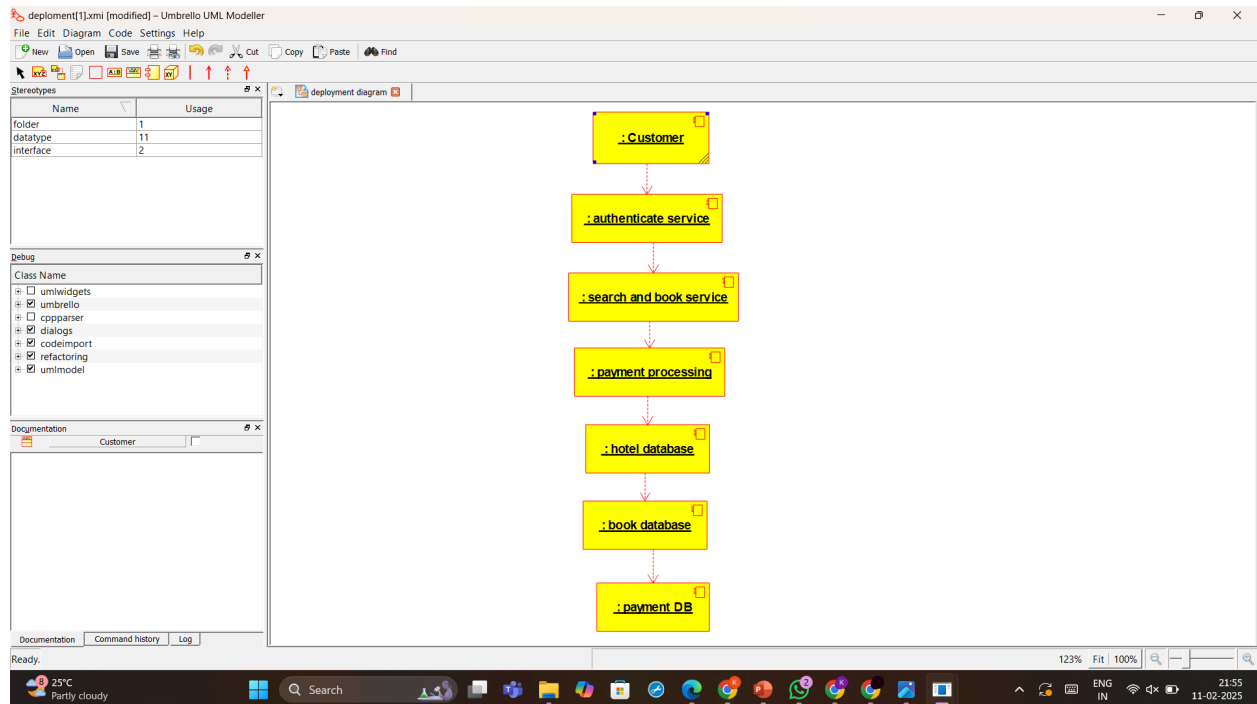 deploment[1].xmi [modified] – Umbrello UML Modeller
File Edit Diagram Code Settings Help
New Open Save Cut Copy Paste Find
XYZ A:B XY
Stereotypes
deployment diagram
Name Usage
folder 1
datatype 11
interface 2
: Customer
: authenticate service
: search and book service
: payment processing
: hotel database
: book database
: payment DB
Debug
Class Name
umlwidgets
umbrello
cppparser
dialogs
codeimport
refactoring
umlmodel
Documentation
Customer
Documentation Command history Log
Ready.
123% Fit 100%
8 25°C
Partly cloudy
Search
2
ENG
IN
21:55
11-02-2025